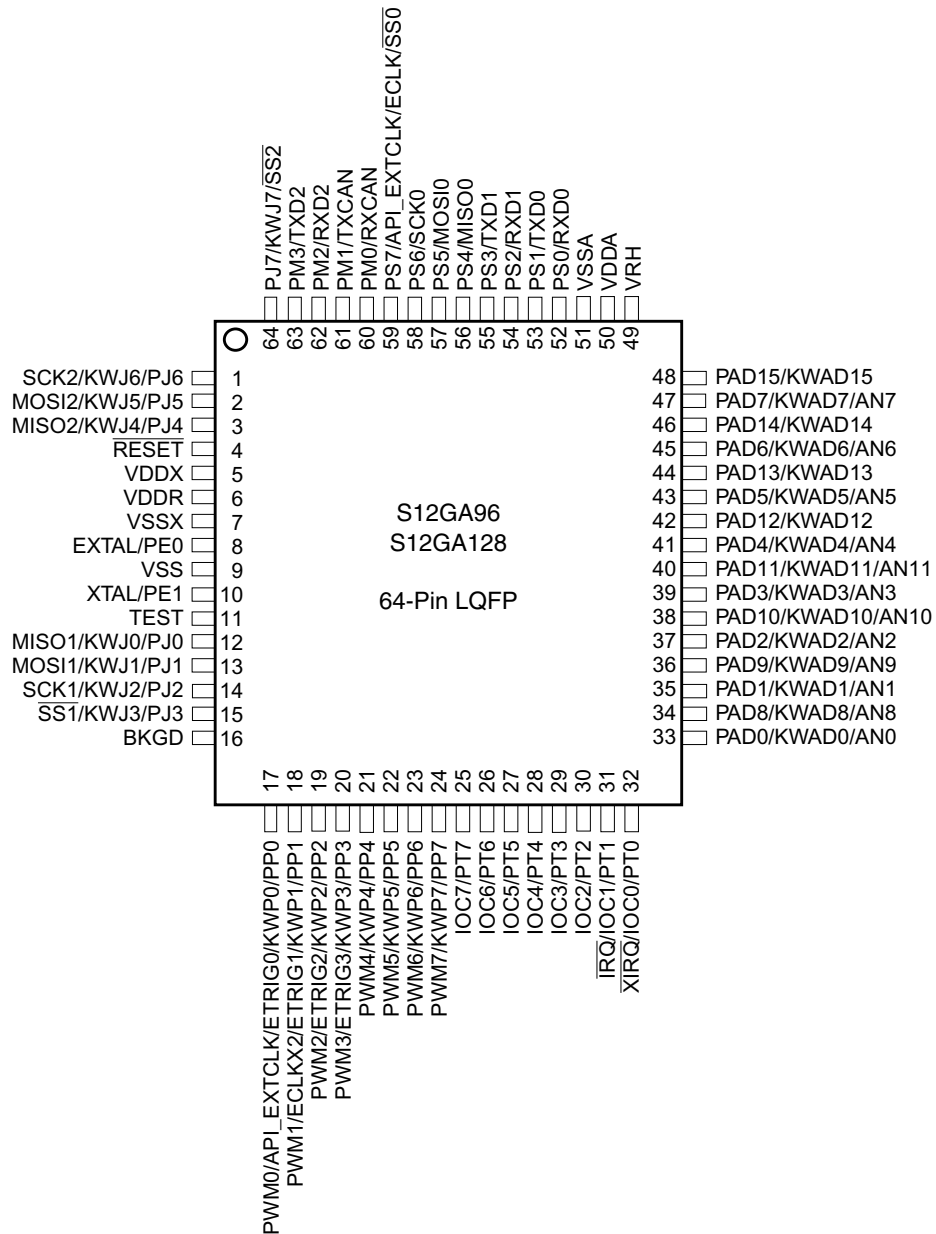 PJ7/KWJ7/SS2
PM3/TXD2
PM2/RXD2
PM1/TXCAN
PM0/RXCAN
PS7/API_EXTCLK/ECLK/SS0
PS6/SCK0
PS5/MOSI0
PS4/MISO0
PS3/TXD1
PS2/RXD1
PS1/TXD0
PS0/RXD0
VSSA
VDDA
VRH
64
63
62
61
60
59
58
57
56
55
54
53
52
51
50
49
SCK2/KWJ6/PJ6 1
MOSI2/KWJ5/PJ5 2
MISO2/KWJ4/PJ4 3
RESET 4
VDDX 5
VDDR 6
VSSX 7
EXTAL/PE0 8
VSS 9
XTAL/PE1 10
TEST 11
MISO1/KWJ0/PJ0 12
MOSI1/KWJ1/PJ1 13
SCK1/KWJ2/PJ2 14
SS1/KWJ3/PJ3 15
BKGD 16
S12GA96
S12GA128
64-Pin LQFP
48 PAD15/KWAD15
47 PAD7/KWAD7/AN7
46 PAD14/KWAD14
45 PAD6/KWAD6/AN6
44 PAD13/KWAD13
43 PAD5/KWAD5/AN5
42 PAD12/KWAD12
41 PAD4/KWAD4/AN4
40 PAD11/KWAD11/AN11
39 PAD3/KWAD3/AN3
38 PAD10/KWAD10/AN10
37 PAD2/KWAD2/AN2
36 PAD9/KWAD9/AN9
35 PAD1/KWAD1/AN1
34 PAD8/KWAD8/AN8
33 PAD0/KWAD0/AN0
17
18
19
20
21
22
23
24
25
26
27
28
29
30
31
32
PWM0/API_EXTCLK/ETRIG0/KWP0/PP0
PWM1/ECLKX2/ETRIG1/KWP1/PP1
PWM2/ETRIG2/KWP2/PP2
PWM3/ETRIG3/KWP3/PP3
PWM4/KWP4/PP4
PWM5/KWP5/PP5
PWM6/KWP6/PP6
PWM7/KWP7/PP7
IOC7/PT7
IOC6/PT6
IOC5/PT5
IOC4/PT4
IOC3/PT3
IOC2/PT2
IRQ/IOC1/PT1
XIRQ/IOC0/PT0